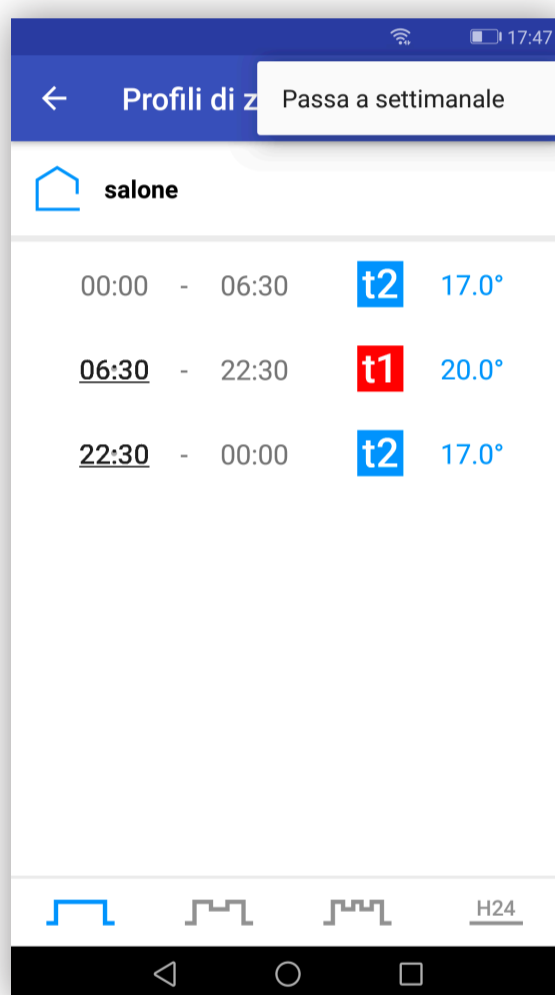 17:47
Profili di z
Passa a settimanale
salone
00:00 - 06:30 t2 17.0°
06:30 - 22:30 t1 20.0°
22:30 - 00:00 t2 17.0°
H24